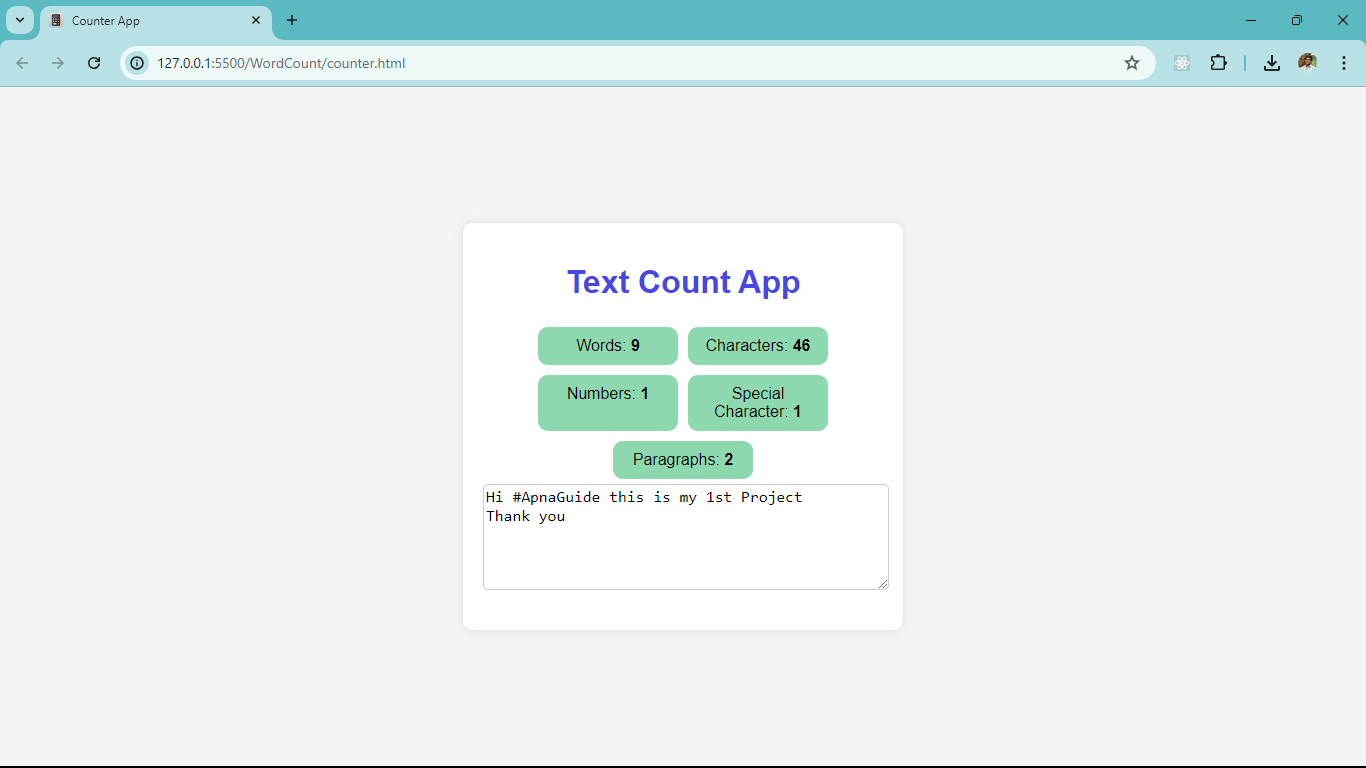 Counter App
127.0.0.1:5500/WordCount/counter.html
Text Count App
Words: 9
Characters: 46
Numbers: 1
Special
Character: 1
Paragraphs: 2
Hi #ApnaGuide this is my 1st Project
Thank you